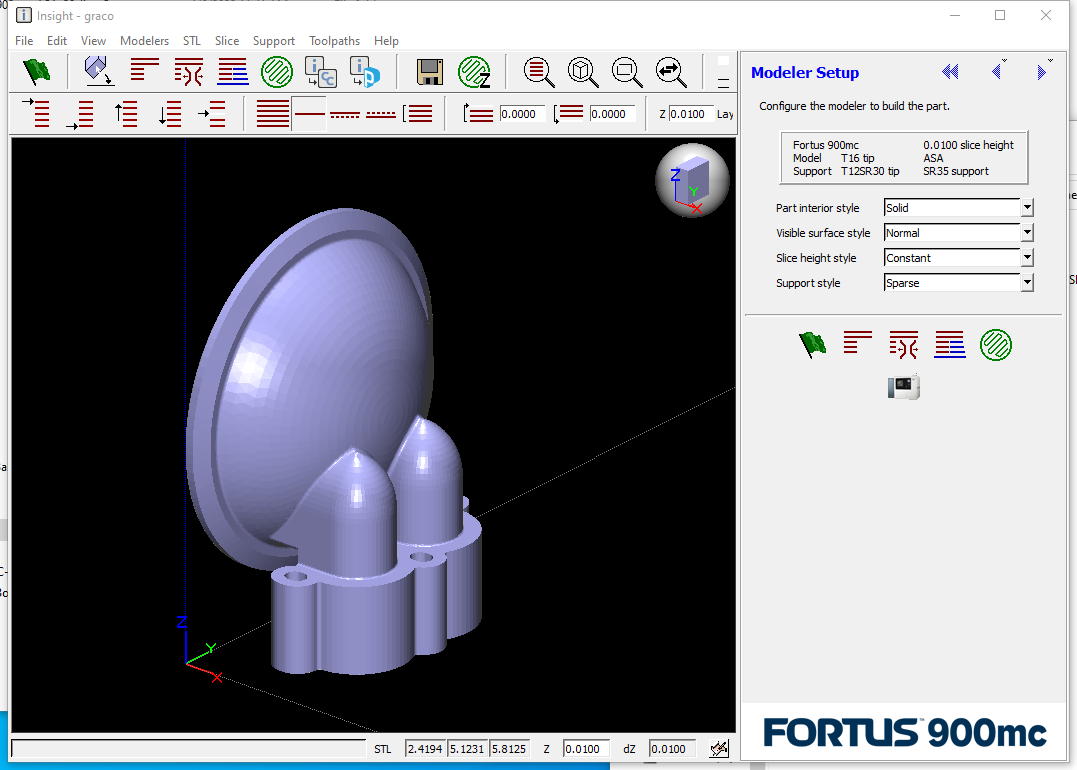 Insight - graco
File Edit View Modelers STL Slice Support Toolpaths Help
0.0000 0.0000 Z 0.0100 Lay
Z
Y
X
Z
Y
X
Modeler Setup
Configure the modeler to build the part.
Fortus 900mc 0.0100 slice height
Model T16 tip ASA
Support T12SR30 tip SR35 support
Part interior style Solid
Visible surface style Normal
Slice height style Constant
Support style Sparse
FORTUS™ 900mc
STL 2.4194 5.1231 5.8125 Z 0.0100 dZ 0.0100